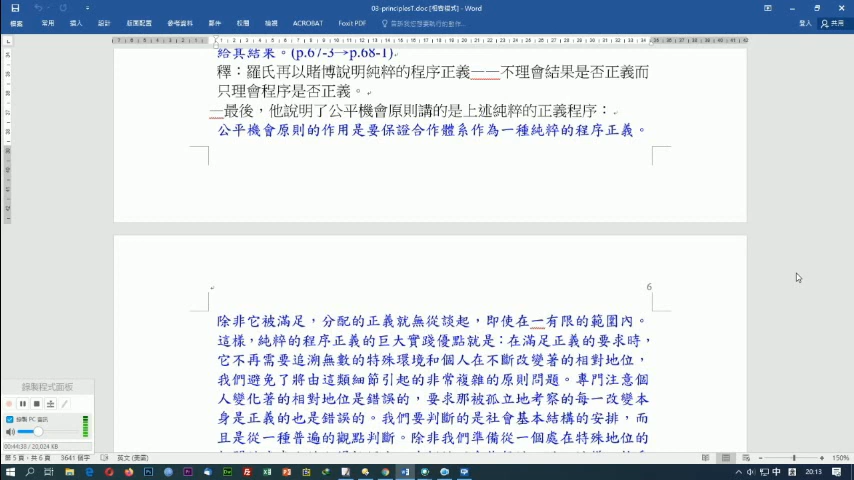 03-principlesT.doc [相容模式] - Word
檔案 常用 插入 設計 版面配置 參考資料 郵件 校閱 檢視 ACROBAT Foxit PDF
登入 共用
給具結果。(p.67-3→p.68-1)
釋：羅氏再以賭博說明純粹的程序正義——不理會結果是否正義而
只理會程序是否正義。
—最後，他說明了公平機會原則講的是上述純粹的正義程序：
公平機會原則的作用是要保證合作體系作為一種純粹的程序正義。
6
除非它被滿足，分配的正義就無從談起，即使在一有限的範圍內。
這樣，純粹的程序正義的巨大實踐優點就是：在滿足正義的要求時，
它不再需要追溯無數的特殊環境和個人在不斷改變著的相對地位，
我們避免了將由這類細節引起的非常複雜的原則問題。專門注意個
人變化著的相對地位是錯誤的，要求那被孤立地考察的每一改變本
身是正義的也是錯誤的。我們要判斷的是社會基本結構的安排，而
且是從一種普遍的觀點判斷。除非我們準備從一個處在特殊地位的
錄製程式面板
錄製 PC 音訊
00:44:38 / 20,024 KB
第 5 頁，共 6 頁 3641 個字 英文 (美國)
150%
20:13